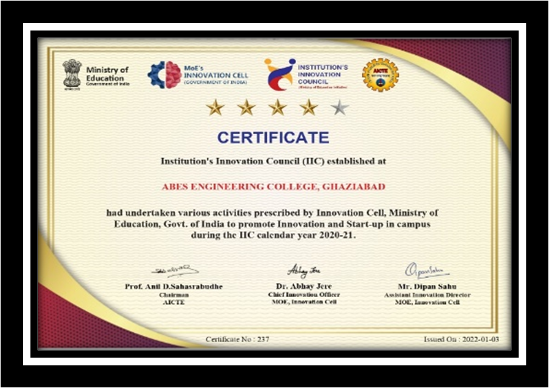 Ministry of
Education
Government of India
MoE's
INNOVATION CELL
(GOVERNMENT OF INDIA)
INSTITUTION'S
INNOVATION
COUNCIL
(Ministry of Education Initiative)
AICTE
CERTIFICATE
Institution's Innovation Council (IIC) established at
ABES ENGINEERING COLLEGE, GHAZIABAD
had undertaken various activities prescribed by Innovation Cell, Ministry of
Education, Govt. of India to promote Innovation and Start-up in campus
during the IIC calendar year 2020-21.
Prof. Anil D.Sahasrabudhe
Chairman
AICTE
Dr. Abhay Jere
Chief Innovation Officer
MOE, Innovation Cell
Mr. Dipan Sahu
Assistant Innovation Director
MOE, Innovation Cell
Certificate No : 237
Issued On : 2022-01-03